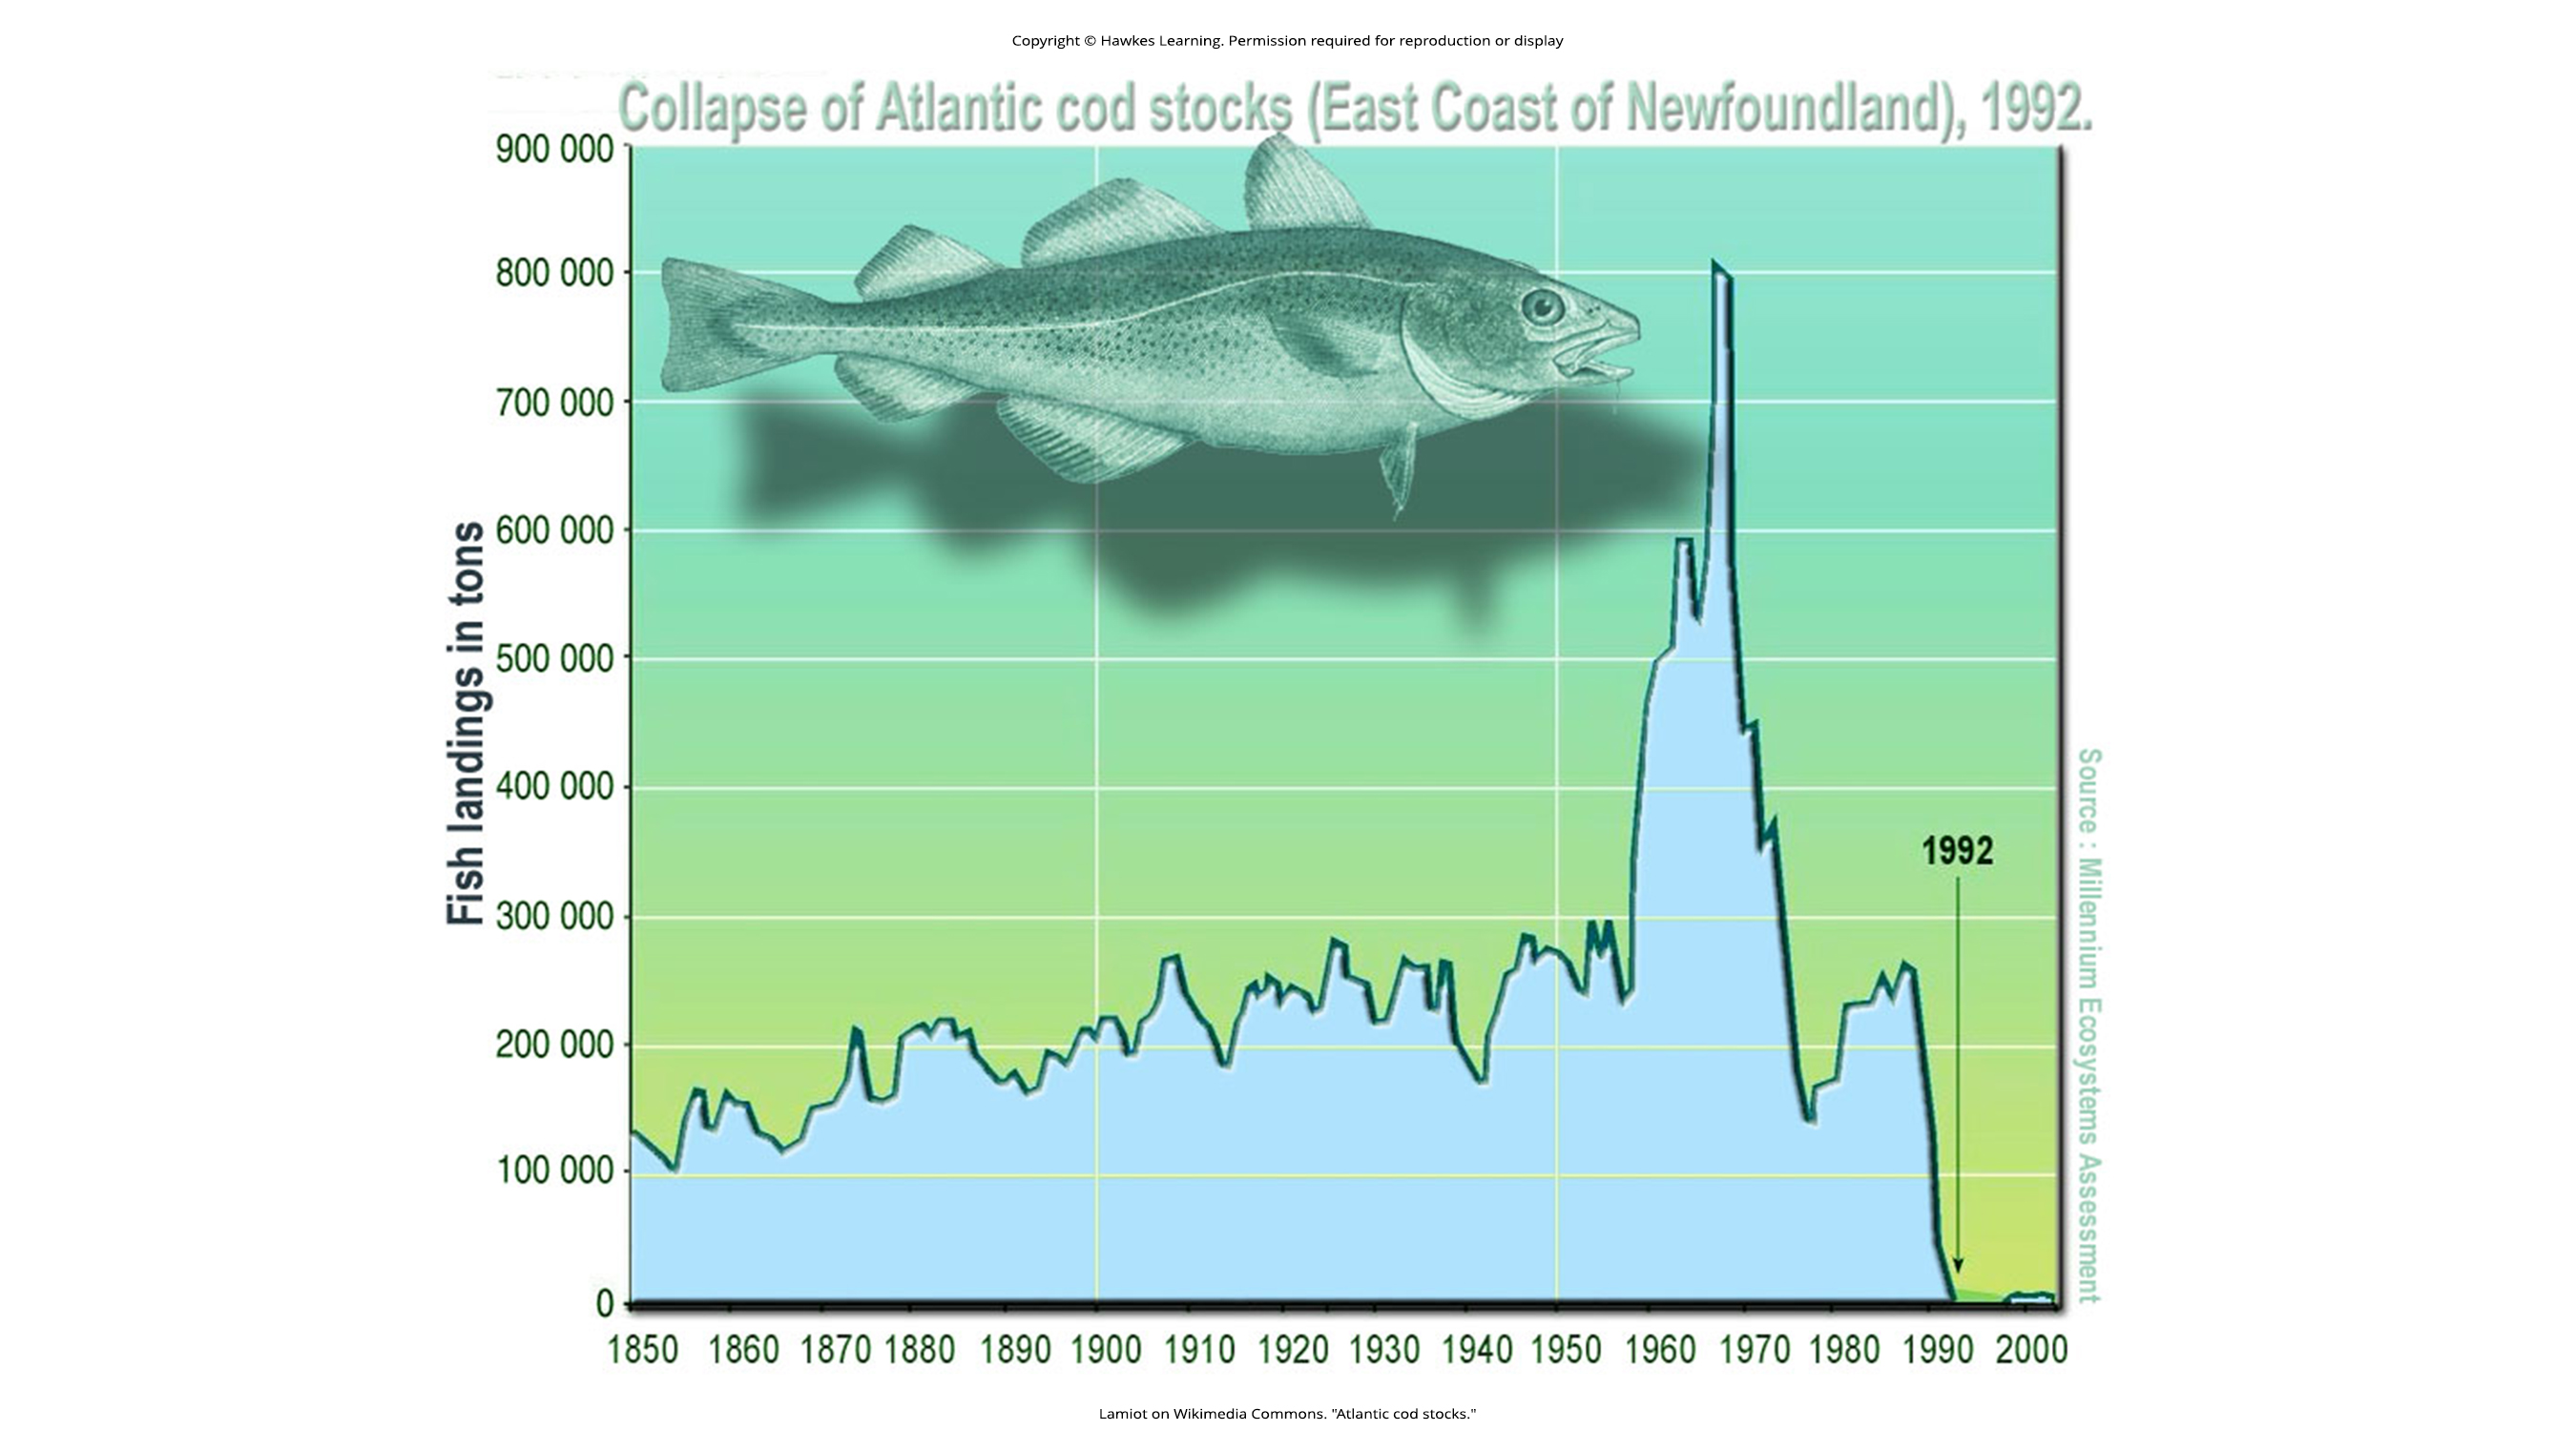 Copyright © Hawkes Learning. Permission required for reproduction or display
Collapse of Atlantic cod stocks (East Coast of Newfoundland), 1992.
900 000
800 000
700 000
600 000
500 000
400 000
300 000
200 000
100 000
0
Fish landings in tons
1992
Source : Millennium Ecosystems Assessment
1850 1860 1870 1880 1890 1900 1910 1920 1930 1940 1950 1960 1970 1980 1990 2000
Lamiot on Wikimedia Commons. "Atlantic cod stocks."